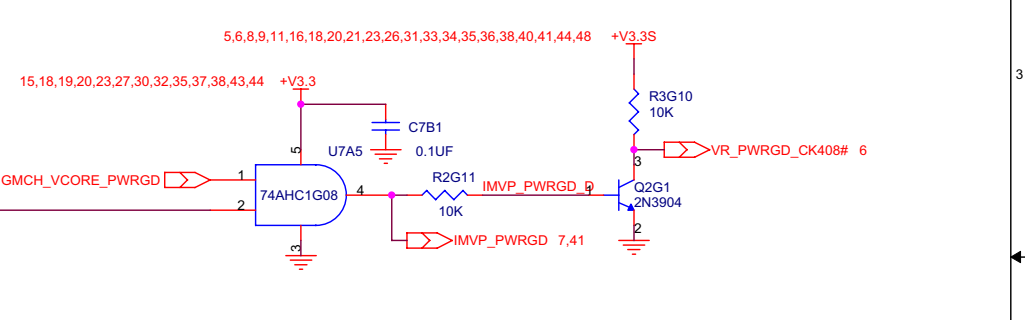 5,6,8,9,11,16,18,20,21,23,26,31,33,34,35,36,38,40,41,44,48 +V3.3S
3
15,18,19,20,23,27,30,32,35,37,38,43,44 +V3.3
R3G10
10K
C7B1
0.1UF
5
U7A5
VR_PWRGD_CK408# 6
3
GMCH_VCORE_PWRGD
1
74AHC1G08
4
R2G11
10K
IMVP_PWRGD_D
1
Q2G1
2N3904
2
2
IMVP_PWRGD 7,41
3